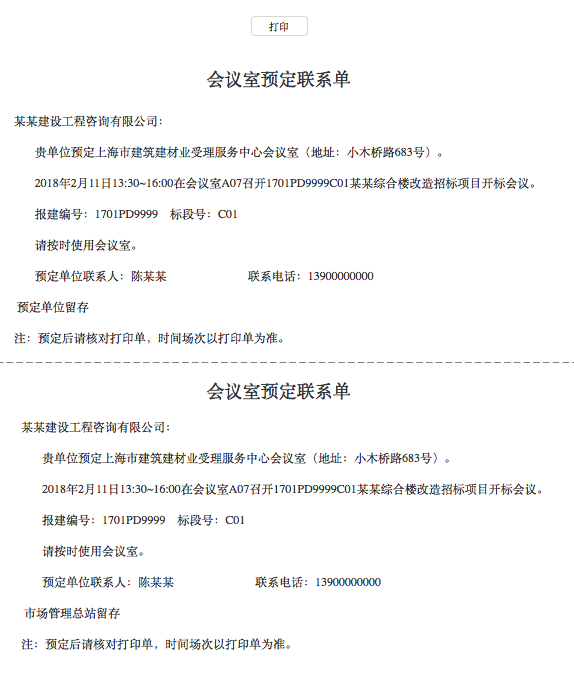 打印
会议室预定联系单
某某建设工程咨询有限公司：
贵单位预定上海市建筑建材业受理服务中心会议室（地址：小木桥路683号）。
2018年2月11日13:30~16:00在会议室A07召开1701PD9999C01某某综合楼改造招标项目开标会议。
报建编号：1701PD9999 标段号：C01
请按时使用会议室。
预定单位联系人：陈某某 联系电话：13900000000
预定单位留存
注：预定后请核对打印单，时间场次以打印单为准。
会议室预定联系单
某某建设工程咨询有限公司：
贵单位预定上海市建筑建材业受理服务中心会议室（地址：小木桥路683号）。
2018年2月11日13:30~16:00在会议室A07召开1701PD9999C01某某综合楼改造招标项目开标会议。
报建编号：1701PD9999 标段号：C01
请按时使用会议室。
预定单位联系人：陈某某 联系电话：13900000000
市场管理总站留存
注：预定后请核对打印单，时间场次以打印单为准。